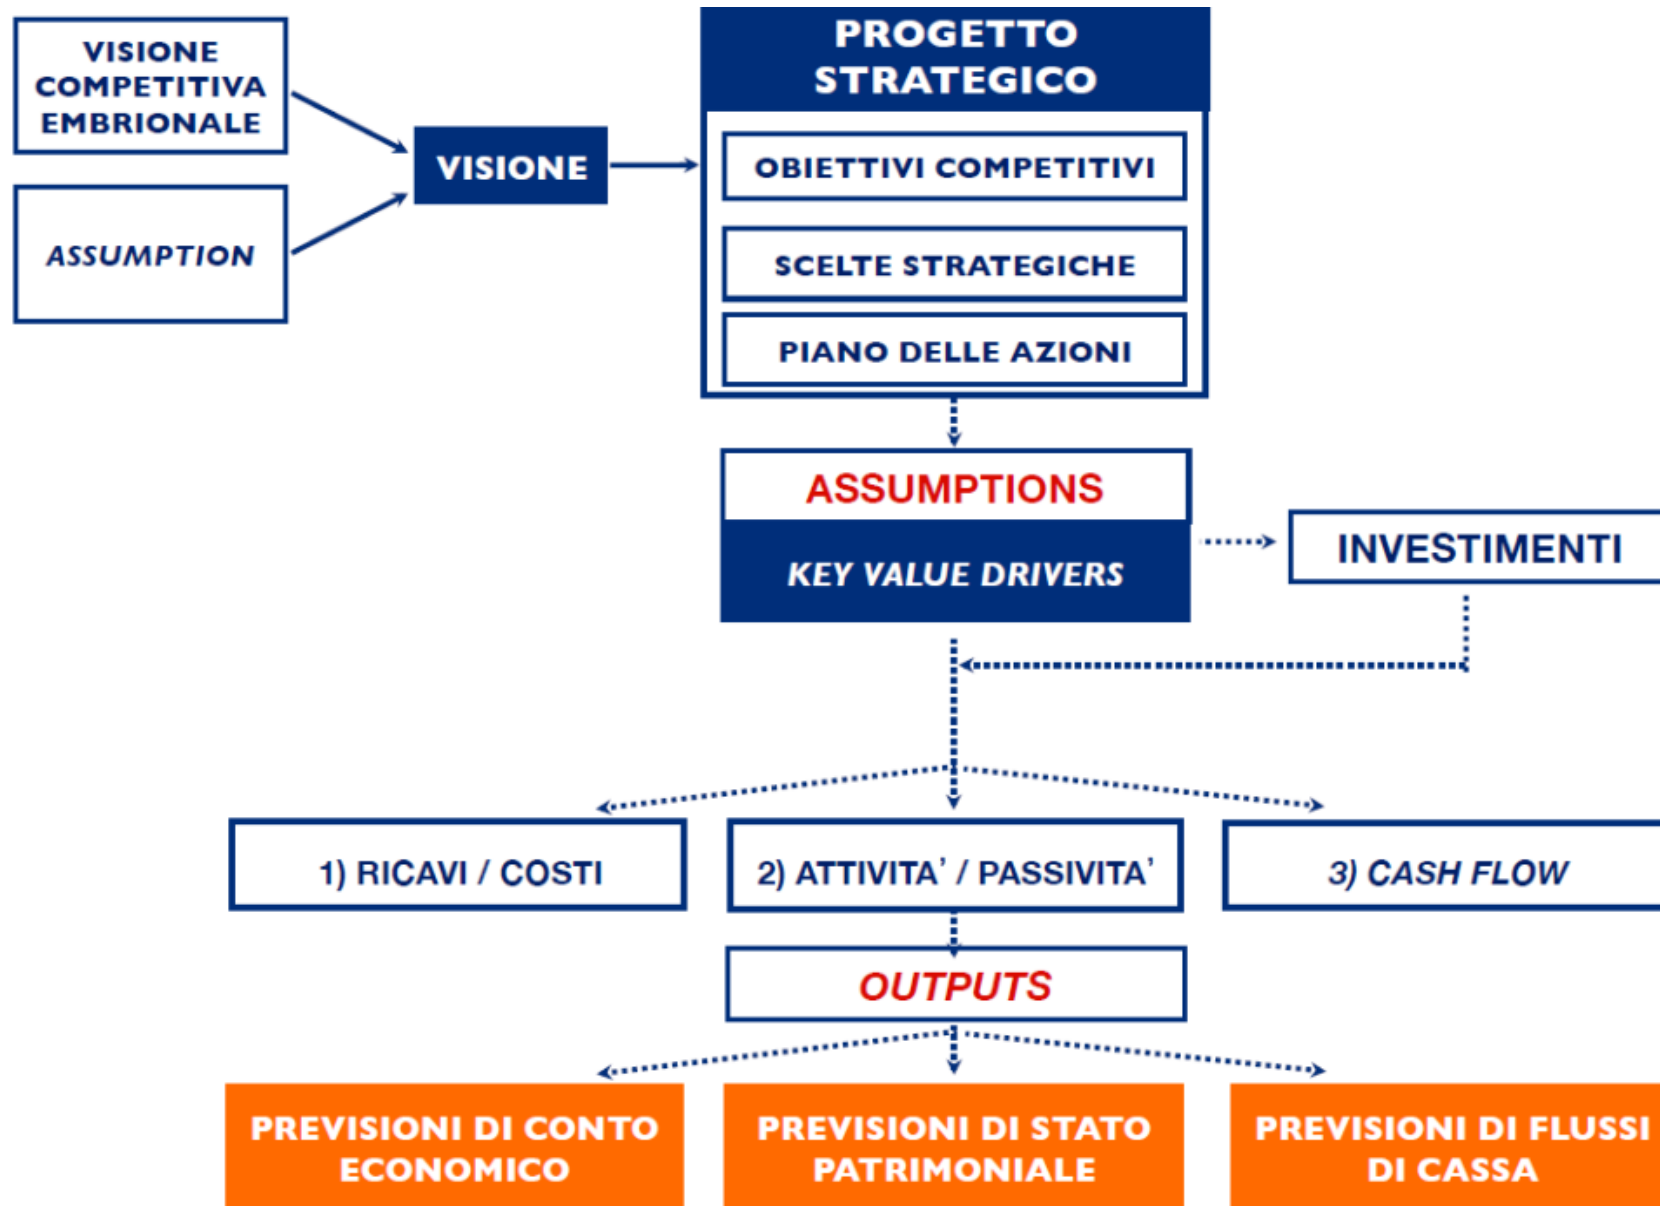 VISIONE
COMPETITIVA
EMBRIONALE
ASSUMPTION
VISIONE
PROGETTO
STRATEGICO
OBIETTIVI COMPETITIVI
SCELTE STRATEGICHE
PIANO DELLE AZIONI
ASSUMPTIONS
KEY VALUE DRIVERS
INVESTIMENTI
1) RICAVI / COSTI
2) ATTIVITA' / PASSIVITA'
3) CASH FLOW
OUTPUTS
PREVISIONI DI CONTO
ECONOMICO
PREVISIONI DI STATO
PATRIMONIALE
PREVISIONI DI FLUSSI
DI CASSA